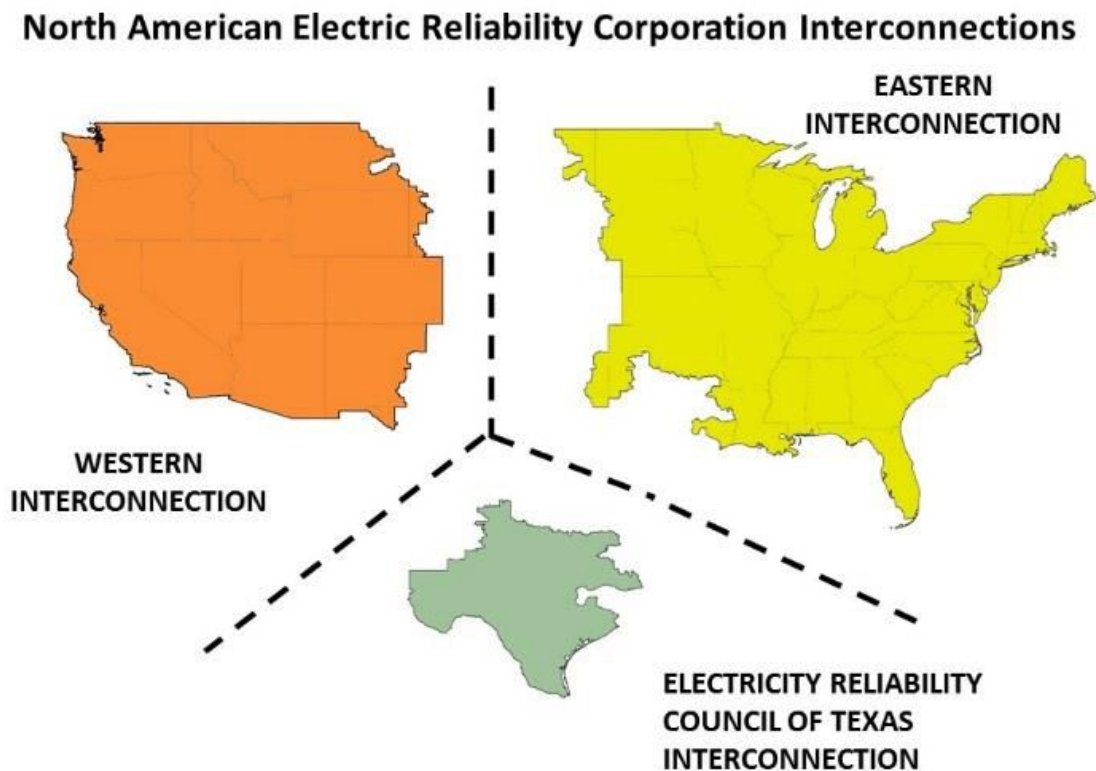 North American Electric Reliability Corporation Interconnections
EASTERN
INTERCONNECTION
WESTERN
INTERCONNECTION
ELECTRICITY RELIABILITY
COUNCIL OF TEXAS
INTERCONNECTION